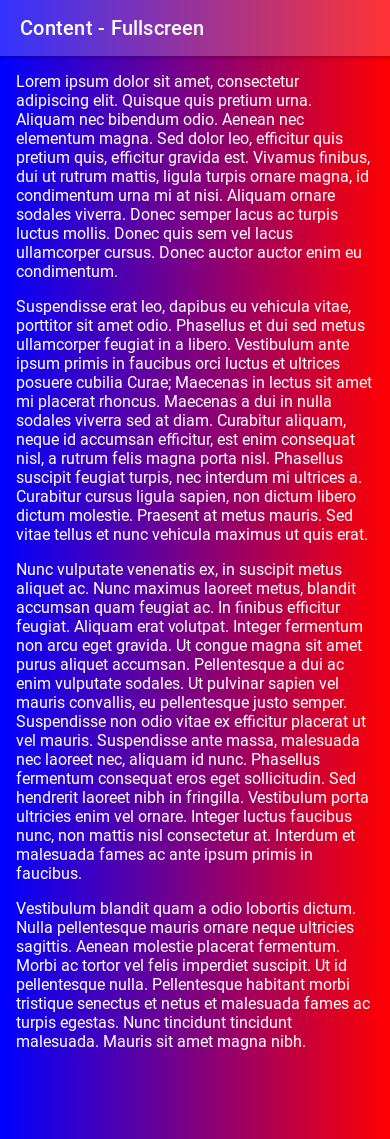 Content - Fullscreen
Lorem ipsum dolor sit amet, consectetur
adipiscing elit. Quisque quis pretium urna.
Aliquam nec bibendum odio. Aenean nec
elementum magna. Sed dolor leo, efficitur quis
pretium quis, efficitur gravida est. Vivamus finibus,
dui ut rutrum mattis, ligula turpis ornare magna, id
condimentum urna mi at nisi. Aliquam ornare
sodales viverra. Donec semper lacus ac turpis
luctus mollis. Donec quis sem vel lacus
ullamcorper cursus. Donec auctor auctor enim eu
condimentum.
Suspendisse erat leo, dapibus eu vehicula vitae,
porttitor sit amet odio. Phasellus et dui sed metus
ullamcorper feugiat in a libero. Vestibulum ante
ipsum primis in faucibus orci luctus et ultrices
posuere cubilia Curae; Maecenas in lectus sit amet
mi placerat rhoncus. Maecenas a dui in nulla
sodales viverra sed at diam. Curabitur aliquam,
neque id accumsan efficitur, est enim consequat
nisl, a rutrum felis magna porta nisl. Phasellus
suscipit feugiat turpis, nec interdum mi ultrices a.
Curabitur cursus ligula sapien, non dictum libero
dictum molestie. Praesent at metus mauris. Sed
vitae tellus et nunc vehicula maximus ut quis erat.
Nunc vulputate venenatis ex, in suscipit metus
aliquet ac. Nunc maximus laoreet metus, blandit
accumsan quam feugiat ac. In finibus efficitur
feugiat. Aliquam erat volutpat. Integer fermentum
non arcu eget gravida. Ut congue magna sit amet
purus aliquet accumsan. Pellentesque a dui ac
enim vulputate sodales. Ut pulvinar sapien vel
mauris convallis, eu pellentesque justo semper.
Suspendisse non odio vitae ex efficitur placerat ut
vel mauris. Suspendisse ante massa, malesuada
nec laoreet nec, aliquam id nunc. Phasellus
fermentum consequat eros eget sollicitudin. Sed
hendrerit laoreet nibh in fringilla. Vestibulum porta
ultricies enim vel ornare. Integer luctus faucibus
nunc, non mattis nisl consectetur at. Interdum et
malesuada fames ac ante ipsum primis in
faucibus.
Vestibulum blandit quam a odio lobortis dictum.
Nulla pellentesque mauris ornare neque ultricies
sagittis. Aenean molestie placerat fermentum.
Morbi ac tortor vel felis imperdiet suscipit. Ut id
pellentesque nulla. Pellentesque habitant morbi
tristique senectus et netus et malesuada fames ac
turpis egestas. Nunc tincidunt tincidunt
malesuada. Mauris sit amet magna nibh.